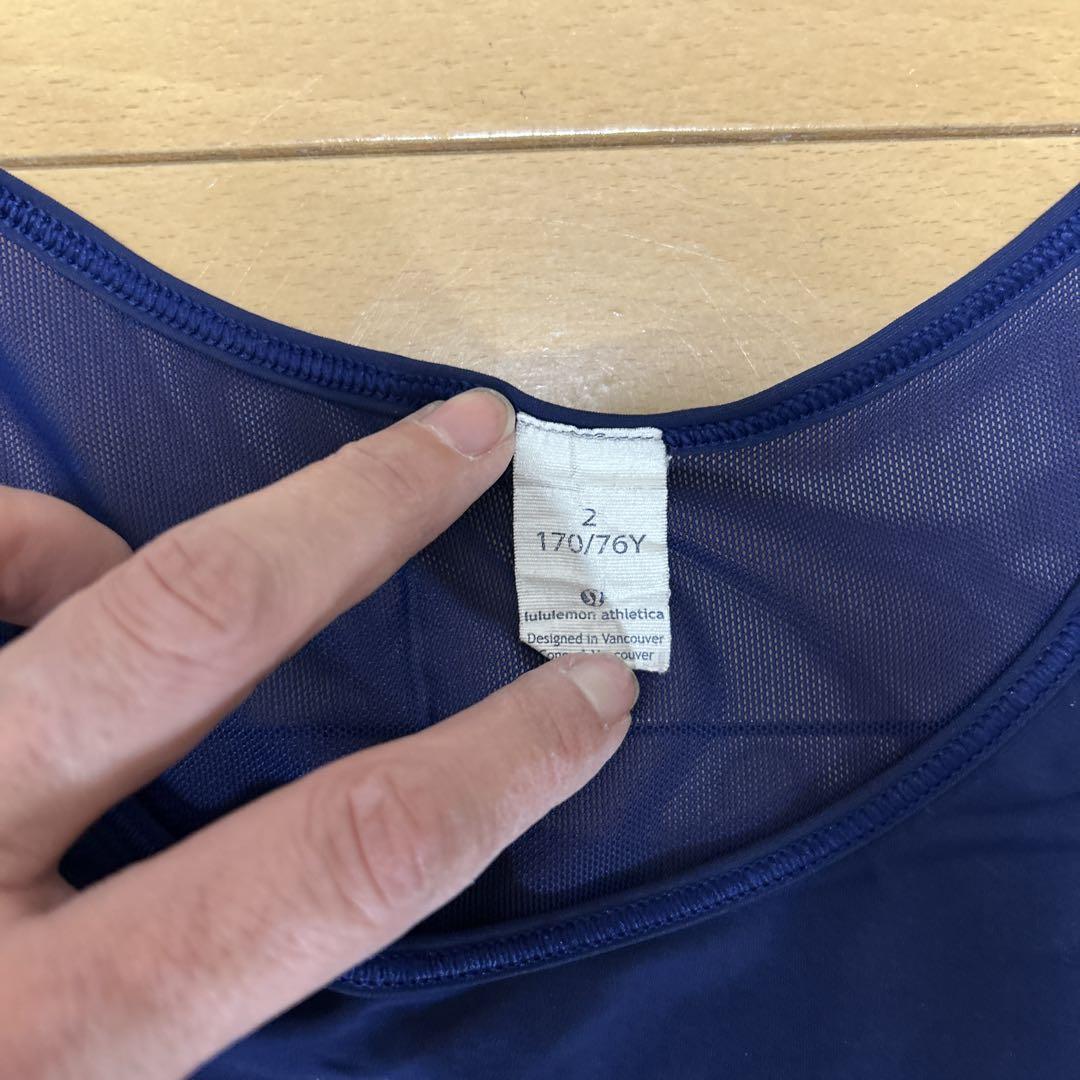 2
170/76Y
lululemon athletica
Designed in Vancouver